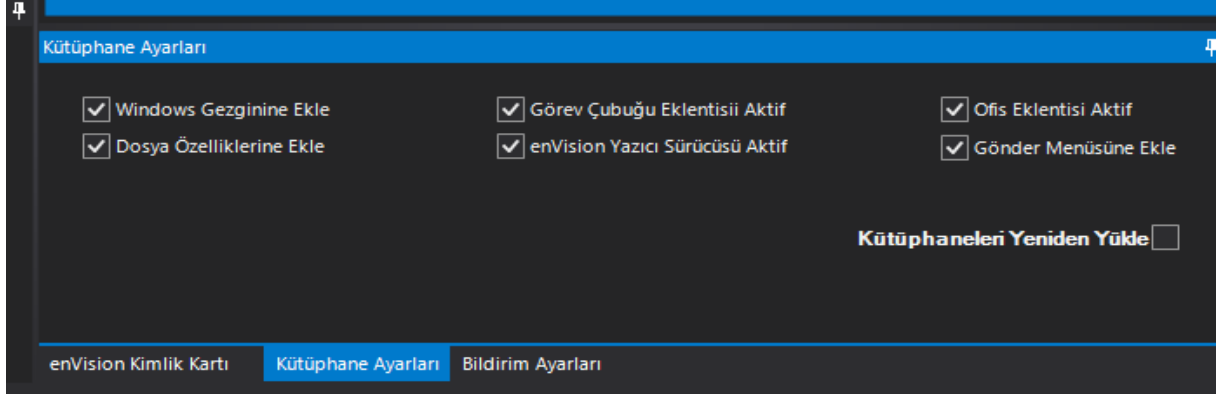 Kütüphane Ayarları
Windows Gezginine Ekle Görev Çubuğu Eklentisii Aktif Ofis Eklentisi Aktif
Dosya Özelliklerine Ekle enVision Yazıcı Sürücüsü Aktif Gönder Menüsüne Ekle
Kütüphaneleri Yeniden Yükle
enVision Kimlik Kartı Kütüphane Ayarları Bildirim Ayarları